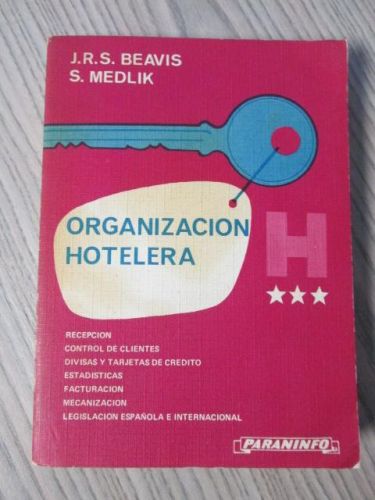 J.R.S. BEAVIS
S. MEDLIK
ORGANIZACION
HOTELERA
H
RECEPCION
CONTROL DE CLIENTES
DIVISAS Y TARJETAS DE CREDITO
ESTADISTICAS
FACTURACION
MECANIZACION
LEGISLACION ESPAÑOLA E INTERNACIONAL
PARANINFO